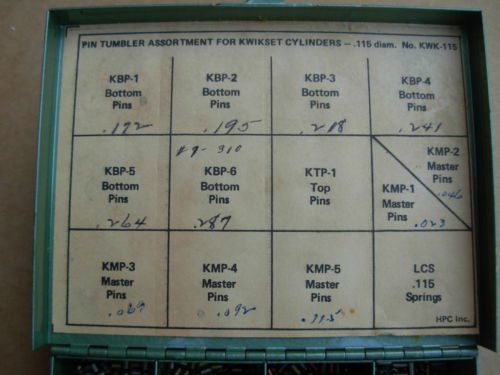 PIN TUMBLER ASSORTMENT FOR KWIKSET CYLINDERS - .115 diam. No. KWK-115
KBP-1
Bottom
Pins
.172
KBP-2
Bottom
Pins
.195
KBP-3
Bottom
Pins
.218
KBP-4
Bottom
Pins
.241
KBP-5
Bottom
Pins
.264
#7-310
KBP-6
Bottom
Pins
.287
KTP-1
Top
Pins
KMP-2
Master
Pins
.046
KMP-1
Master
Pins
.023
KMP-3
Master
Pins
.069
KMP-4
Master
Pins
.092
KMP-5
Master
Pins
.115
LCS
.115
Springs
HPC Inc.